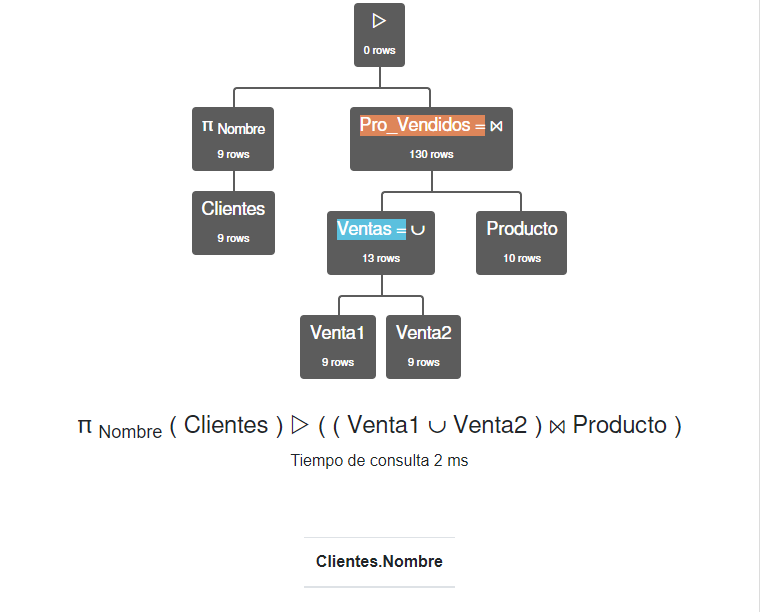 ▷
0 rows
π Nombre
9 rows
Pro_Vendidos = ⋈
130 rows
Clientes
9 rows
Ventas = ∪
13 rows
Producto
10 rows
Venta1
9 rows
Venta2
9 rows
π Nombre ( Clientes ) ▷ ( ( Venta1 ∪ Venta2 ) ⋈ Producto )
Tiempo de consulta 2 ms
Clientes.Nombre